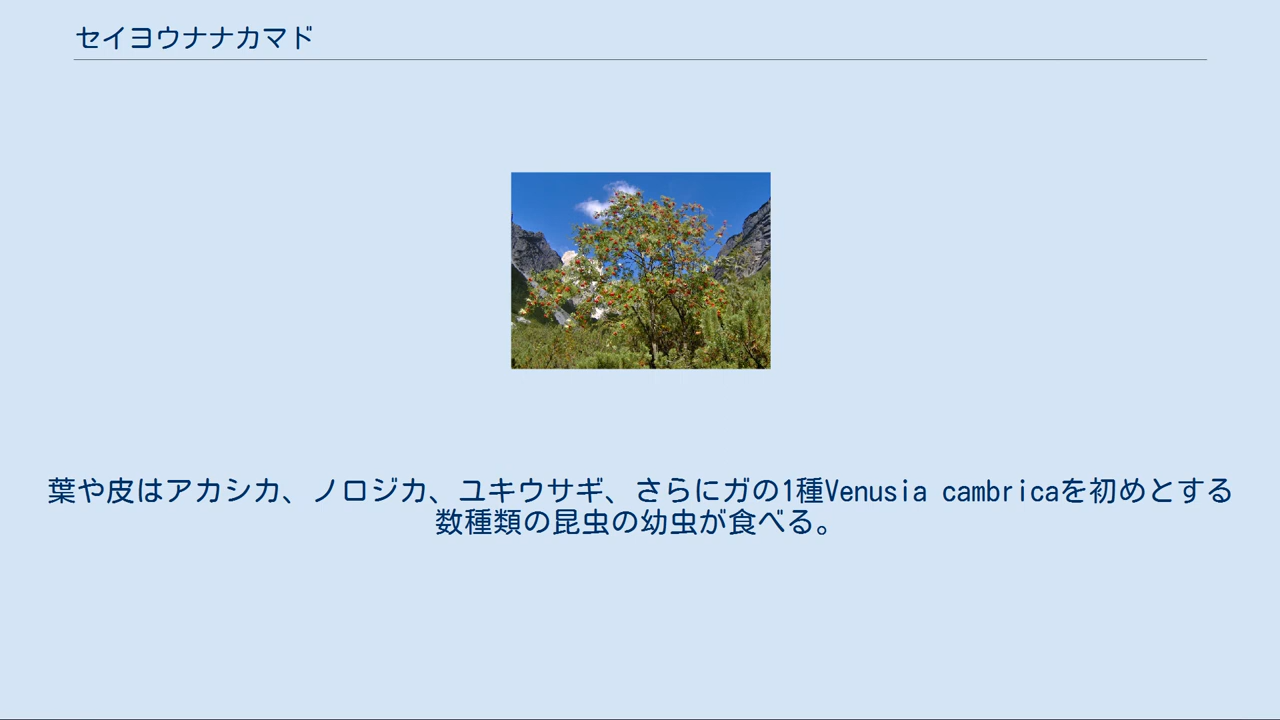 セイヨウナナカマド
葉や皮はアカシカ、ノロジカ、ユキウサギ、さらにガの1種Venusia cambricaを初めとする
数種類の昆虫の幼虫が食べる。